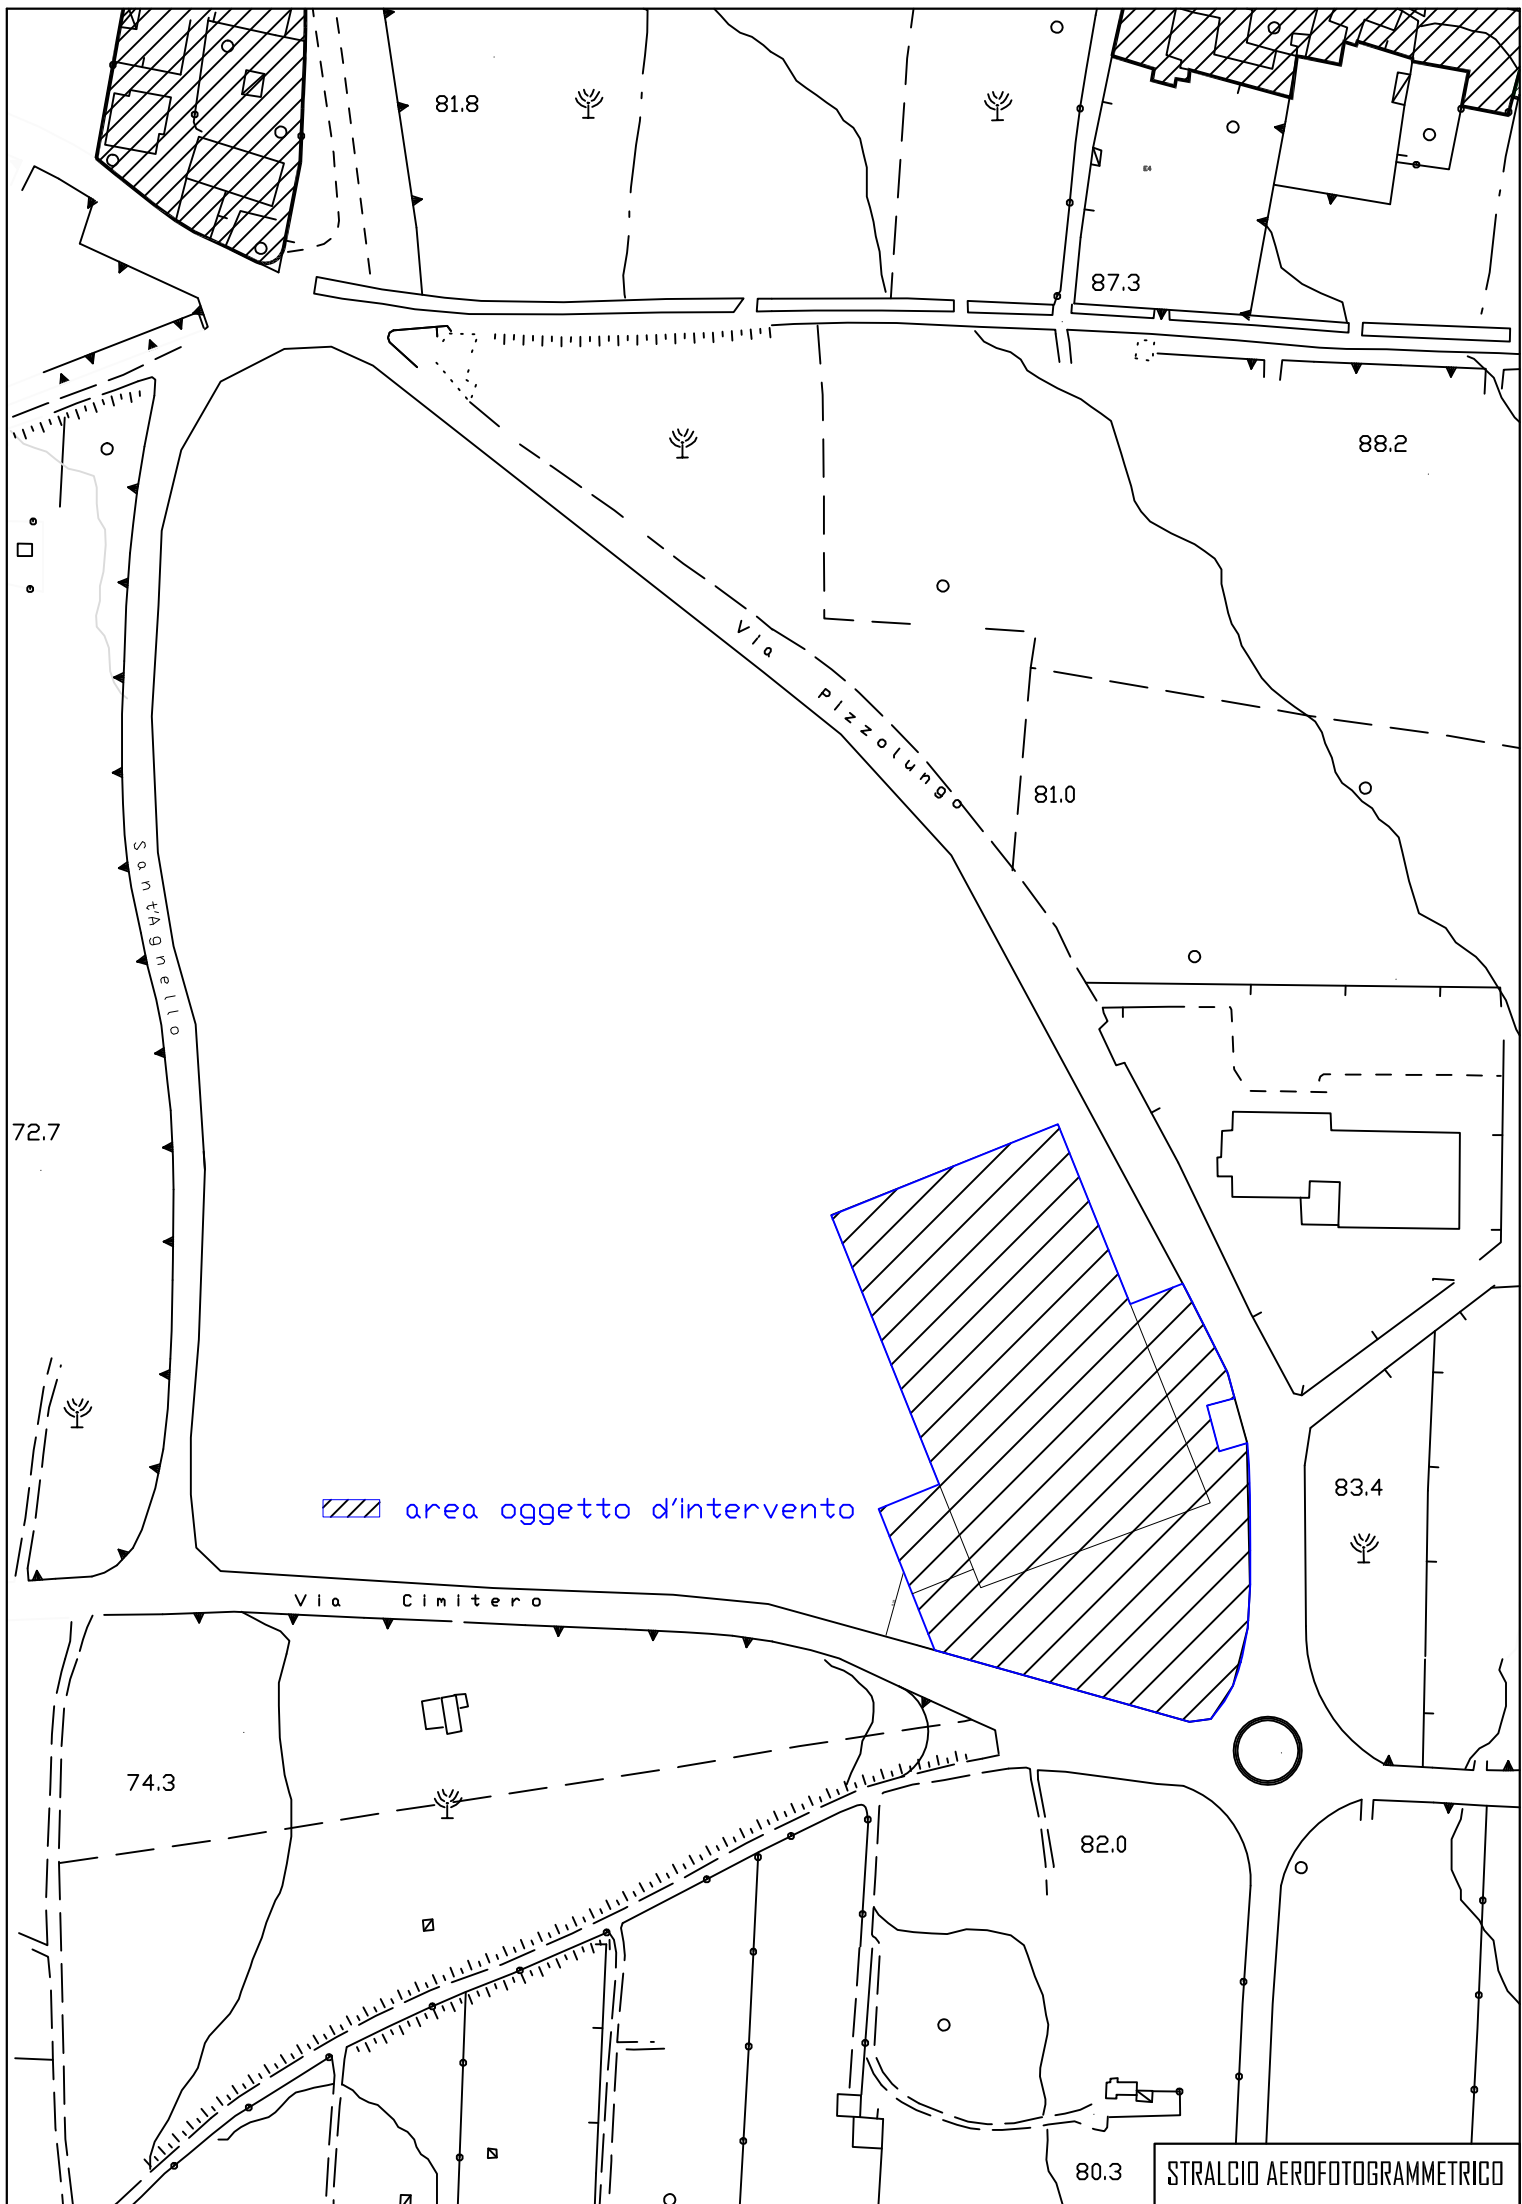 81.8
87.3
88.2
Via Pizzolungo
81.0
Sant'Agnello
72.7
83.4
area oggetto d'intervento
Via Cimitero
74.3
82.0
80.3
STRALCIO AEROFOTOGRAMMETRICO